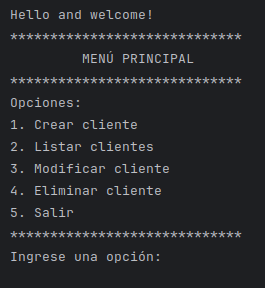 Hello and welcome!
*****************************
MENÚ PRINCIPAL
*****************************
Opciones:
1. Crear cliente
2. Listar clientes
3. Modificar cliente
4. Eliminar cliente
5. Salir
*****************************
Ingrese una opción: